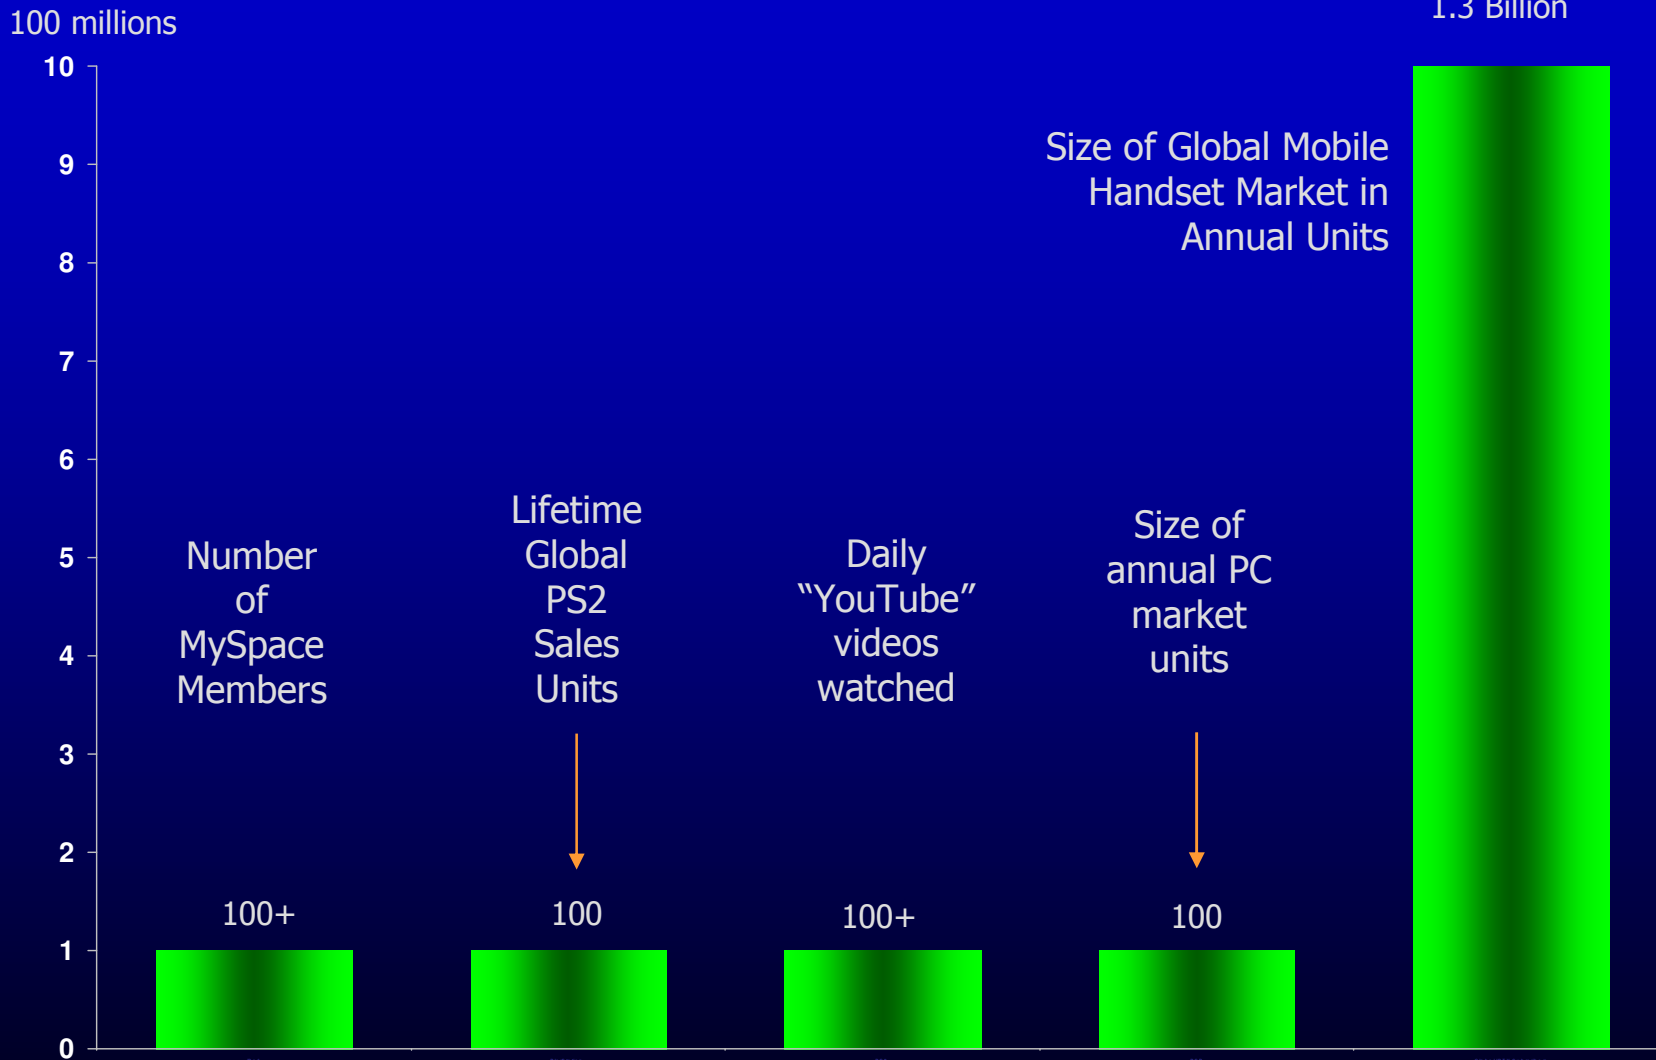 100 millions
1.3 Billion
10
9
8
7
6
5
4
3
2
1
0
Size of Global Mobile
Handset Market in
Annual Units
Number
of
MySpace
Members
Lifetime
Global
PS2
Sales
Units
Daily
“YouTube”
videos
watched
Size of
annual PC
market
units
100+
100
100+
100